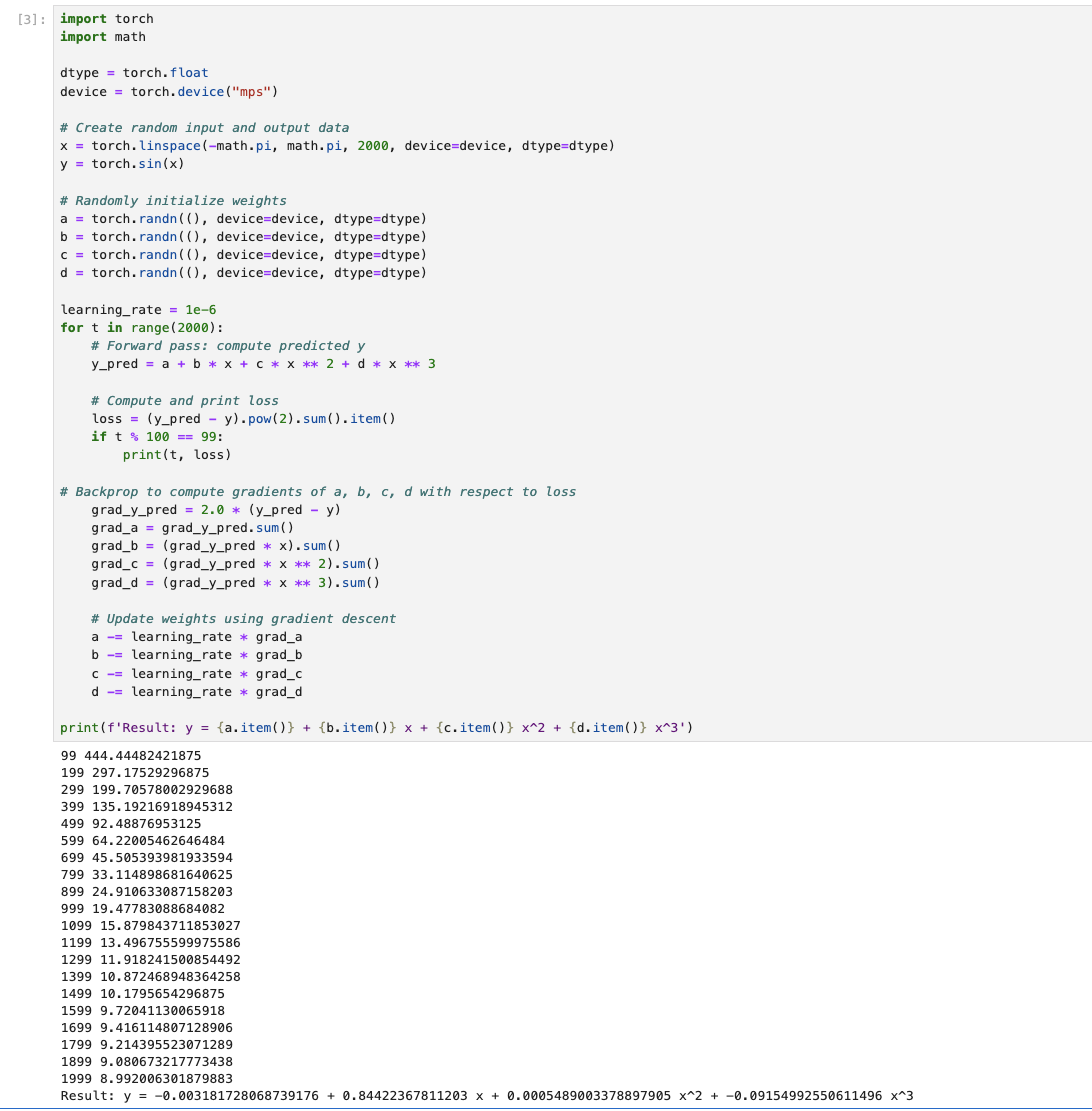 [3]:
import torch
import math
dtype = torch.float
device = torch.device("mps")
# Create random input and output data
x = torch.linspace(-math.pi, math.pi, 2000, device=device, dtype=dtype)
y = torch.sin(x)
# Randomly initialize weights
a = torch.randn((), device=device, dtype=dtype)
b = torch.randn((), device=device, dtype=dtype)
c = torch.randn((), device=device, dtype=dtype)
d = torch.randn((), device=device, dtype=dtype)
learning_rate = 1e-6
for t in range(2000):
    # Forward pass: compute predicted y
    y_pred = a + b * x + c * x ** 2 + d * x ** 3
    # Compute and print loss
    loss = (y_pred - y).pow(2).sum().item()
    if t % 100 == 99:
        print(t, loss)
# Backprop to compute gradients of a, b, c, d with respect to loss
    grad_y_pred = 2.0 * (y_pred - y)
    grad_a = grad_y_pred.sum()
    grad_b = (grad_y_pred * x).sum()
    grad_c = (grad_y_pred * x ** 2).sum()
    grad_d = (grad_y_pred * x ** 3).sum()
    # Update weights using gradient descent
    a -= learning_rate * grad_a
    b -= learning_rate * grad_b
    c -= learning_rate * grad_c
    d -= learning_rate * grad_d
print(f'Result: y = {a.item()} + {b.item()} x + {c.item()} x^2 + {d.item()} x^3')
99 444.44482421875
199 297.17529296875
299 199.70578002929688
399 135.19216918945312
499 92.48876953125
599 64.22005462646484
699 45.505393981933594
799 33.114898681640625
899 24.910633087158203
999 19.47783088684082
1099 15.879843711853027
1199 13.496755599975586
1299 11.918241500854492
1399 10.872468948364258
1499 10.1795654296875
1599 9.72041130065918
1699 9.416114807128906
1799 9.214395523071289
1899 9.080673217773438
1999 8.992006301879883
Result: y = -0.003181728068739176 + 0.84422367811203 x + 0.0005489003378897905 x^2 + -0.09154992550611496 x^3